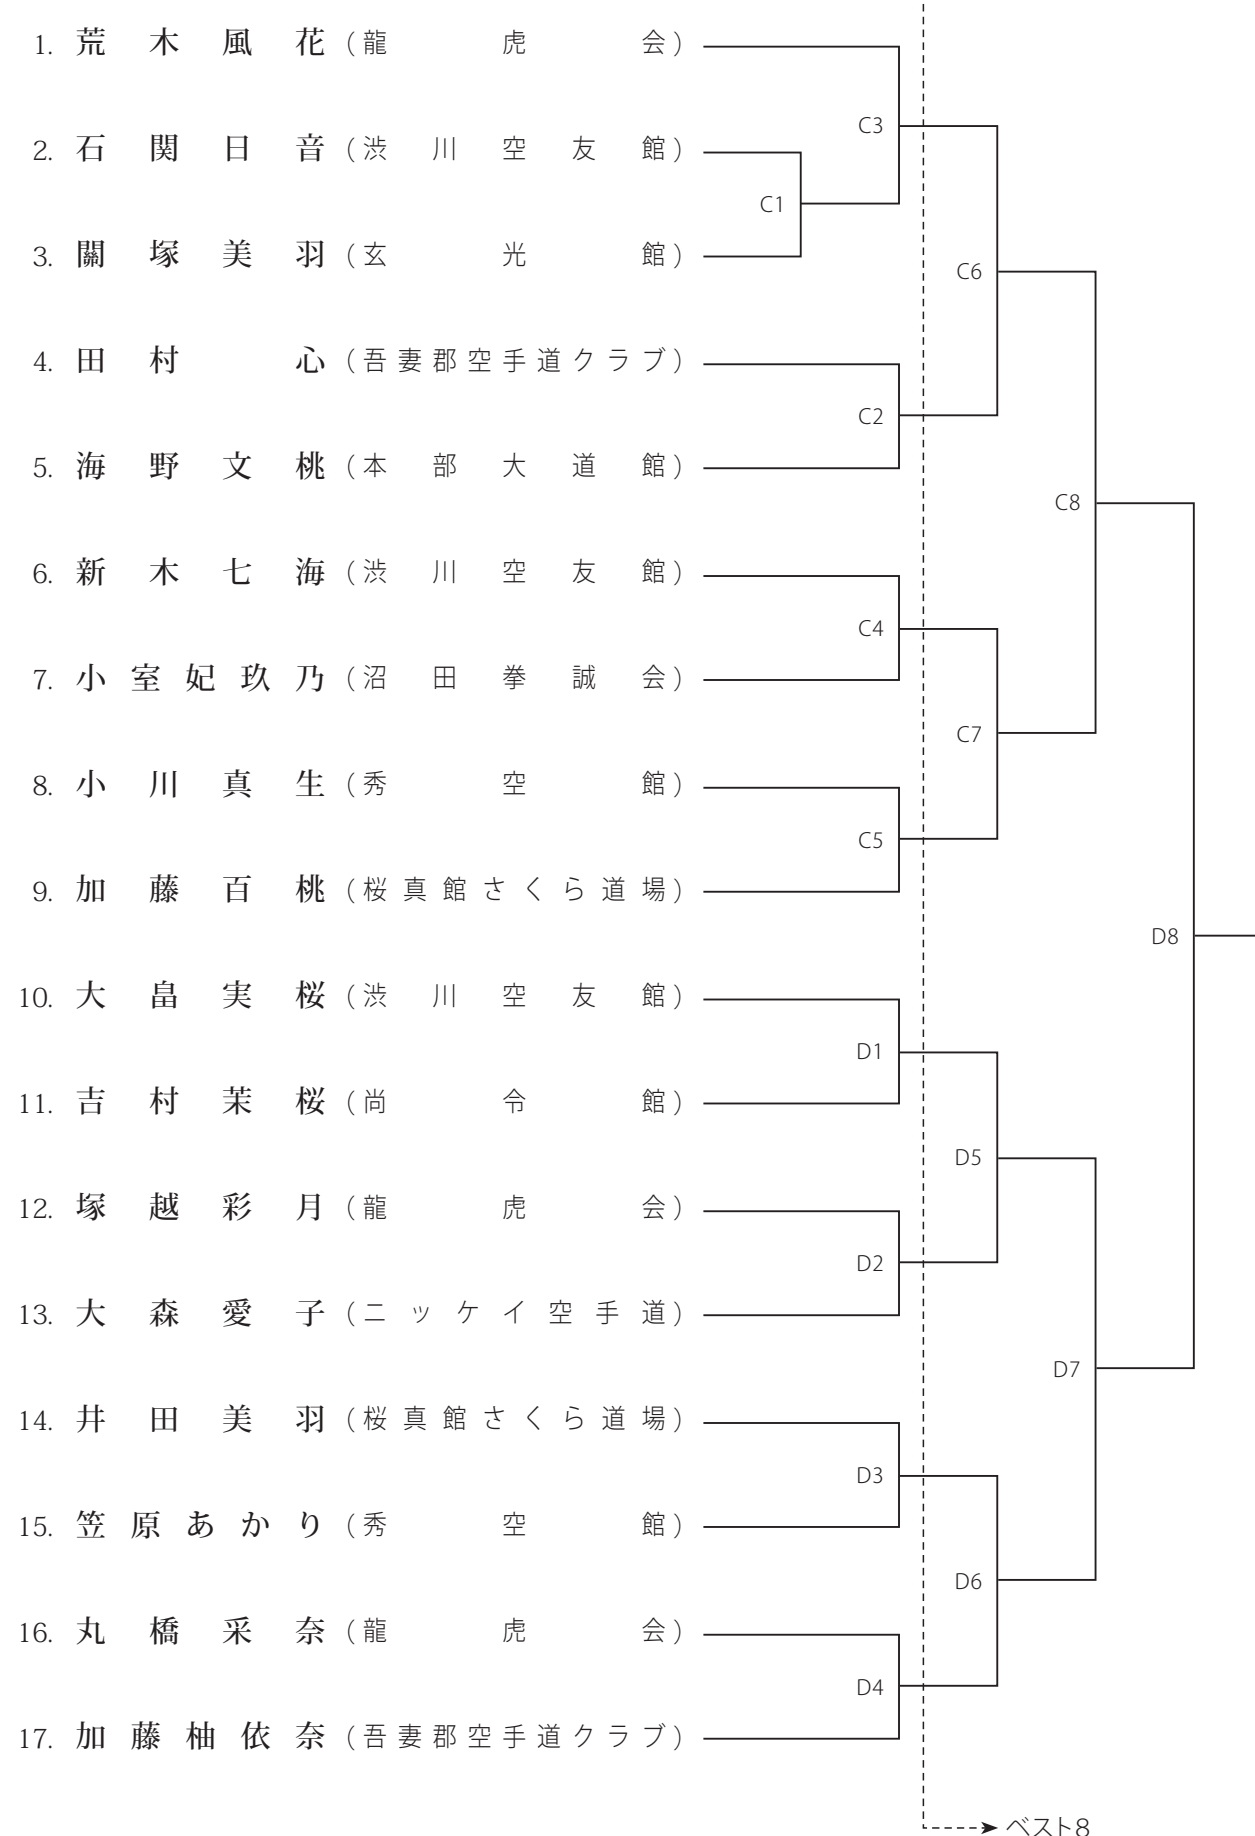 1. 荒木風花（龍虎会）
C3
2. 石関日音（渋川空友館）
C1
3. 關塚美羽（玄光館）
C6
4. 田村心（吾妻郡空手道クラブ）
C2
5. 海野文桃（本部大道館）
C8
6. 新木七海（渋川空友館）
C4
7. 小室妃玖乃（沼田拳誠会）
C7
8. 小川真生（秀空館）
C5
9. 加藤百桃（桜真館さくら道場）
D8
10. 大畠実桜（渋川空友館）
D1
11. 吉村茉桜（尚令館）
D5
12. 塚越彩月（龍虎会）
D2
13. 大森愛子（ニッケイ空手道）
D7
14. 井田美羽（桜真館さくら道場）
D3
15. 笠原あかり（秀空館）
D6
16. 丸橋采奈（龍虎会）
D4
17. 加藤柚依奈（吾妻郡空手道クラブ）
ベスト8